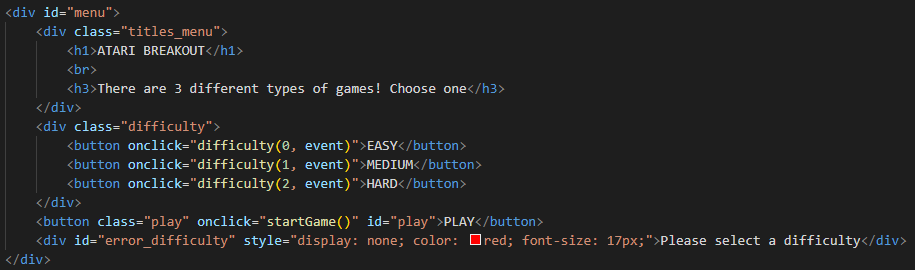 <div id="menu">
    <div class="titles_menu">
        <h1>ATARI BREAKOUT</h1>
        <br>
        <h3>There are 3 different types of games! Choose one</h3>
    </div>
    <div class="difficulty">
        <button onclick="difficulty(0, event)">EASY</button>
        <button onclick="difficulty(1, event)">MEDIUM</button>
        <button onclick="difficulty(2, event)">HARD</button>
    </div>
    <button class="play" onclick="startGame()" id="play">PLAY</button>
    <div id="error_difficulty" style="display: none; color: red; font-size: 17px;">Please select a difficulty</div>
</div>